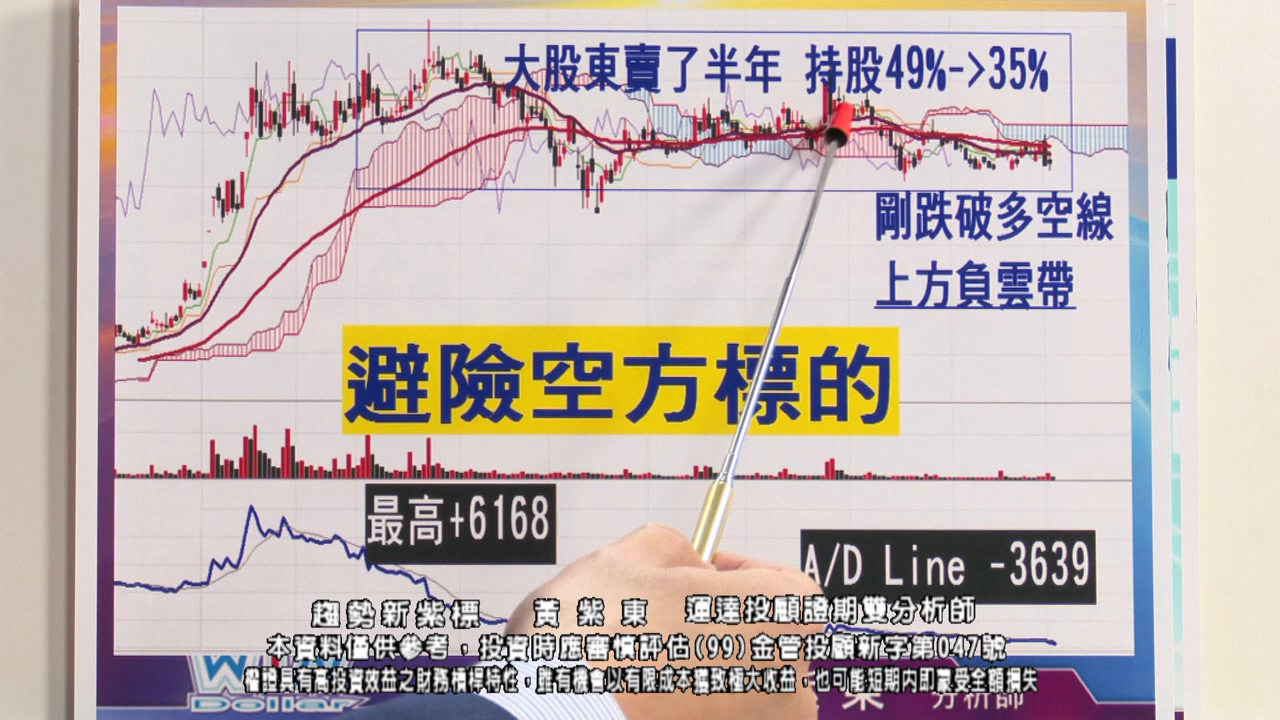 大股東賣了半年 持股49%->35%
剛跌破多空線
上方負雲帶
避險空方標的
最高+6168
A/D Line -3639
趨勢新紫標 黃紫東 運達投顧證期雙分析師
本資料僅供參考，投資時應審慎評估(99)金管投顧新字第047號
權證具有高投資效益之財務槓桿特性，雖有機會以有限成本獲致極大收益，也可能短期內即蒙受全額損失
Dollar
東 分析師